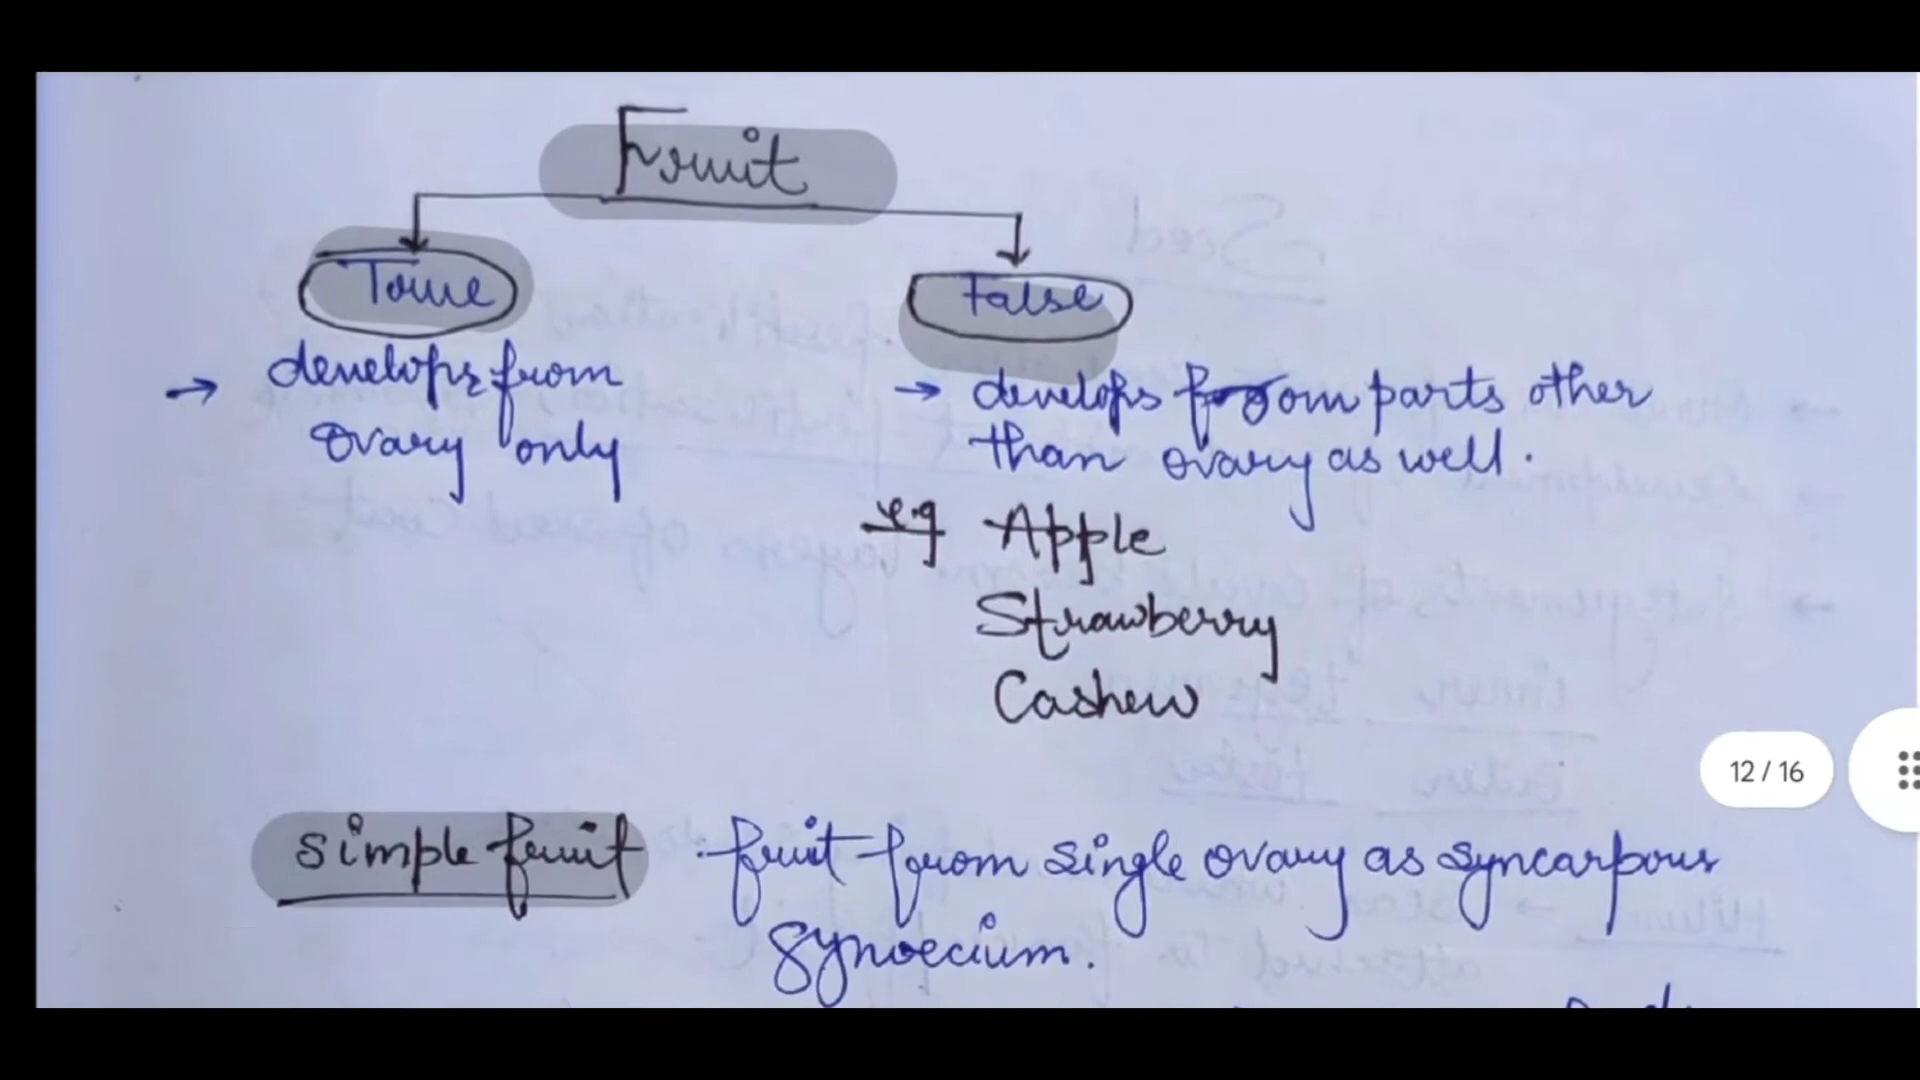 Fruit
True
False
→ develops from
ovary only
→ develops from parts other
than ovary as well.
e.g Apple
Strawberry
Cashew
12 / 16
Simple fruit . fruit from single ovary as syncarpous
gynoecium.